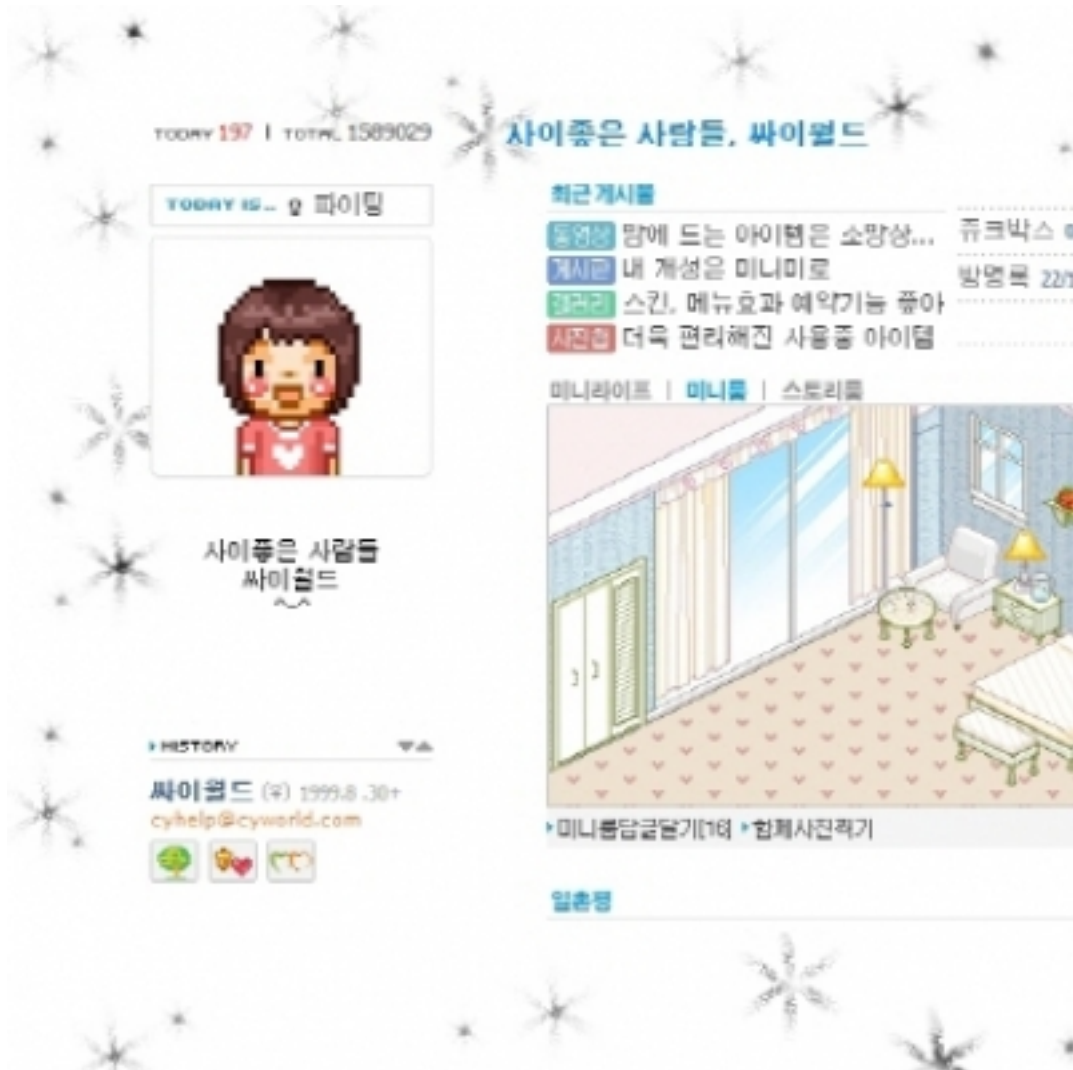 TODAY 197 | TOTAL 1589029
사이좋은 사람들, 싸이월드
TODAY IS... 파이팅
최근 게시물
동영상 맘에 드는 아이템은 소망상...
게시판 내 개성은 미니미로
갤러리 스킨, 메뉴효과 예약기능 좋아
사진첩 더욱 편리해진 사용중 아이템
쥬크박스
방명록 22/1
미니라이프 | 미니룸 | 스토리룸
사이좋은 사람들
싸이월드
^^
HISTORY
싸이월드 (우) 1999.8 .30+
cyhelp@cyworld.com
미니룸답글달기[16] 함께사진찍기
일촌평